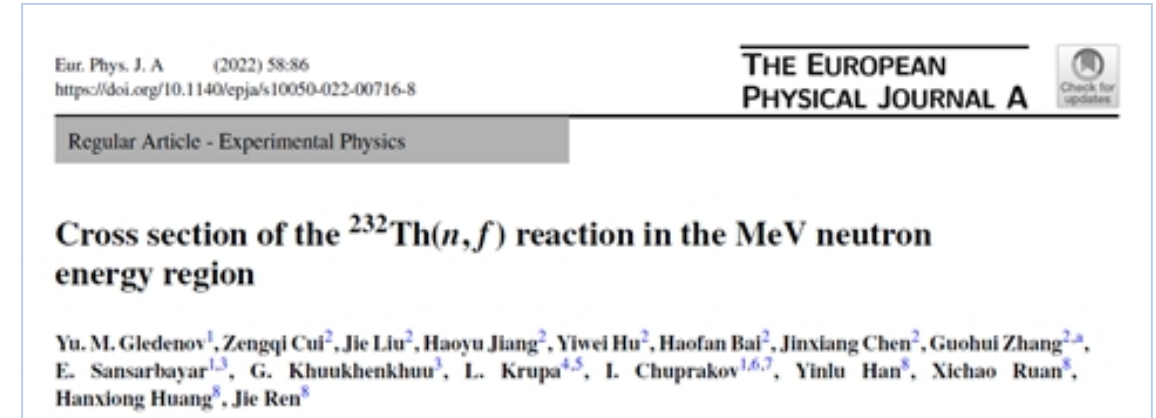 Eur. Phys. J. A (2022) 58:86
https://doi.org/10.1140/epja/s10050-022-00716-8
THE EUROPEAN
PHYSICAL JOURNAL A
Check for
updates
Regular Article - Experimental Physics
Cross section of the ²³²Th(n, f) reaction in the MeV neutron
energy region
Yu. M. Gledenov¹, Zengqi Cui², Jie Liu², Haoyu Jiang², Yiwei Hu², Haofan Bai², Jinxiang Chen², Guohui Zhang²,ᵃ,
E. Sansarbayar¹,³, G. Khuukhenkhuu³, L. Krupa⁴,⁵, I. Chuprakov¹,⁶,⁷, Yinlu Han⁸, Xichao Ruan⁸,
Hanxiong Huang⁸, Jie Ren⁸